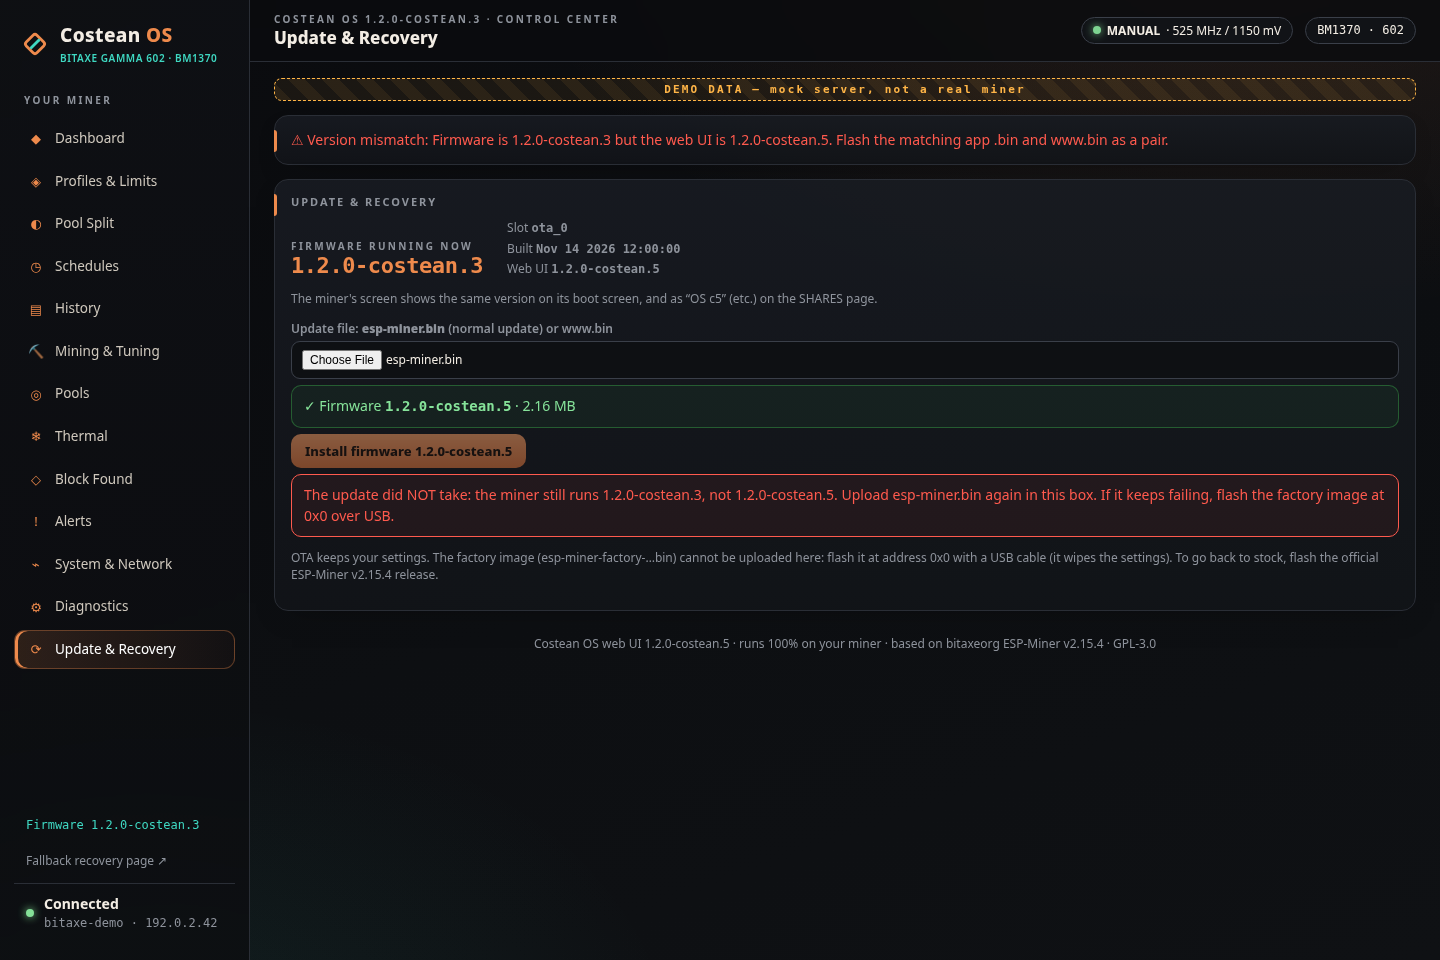 Costean OS
BITAXE GAMMA 602 · BM1370
YOUR MINER
Dashboard
Profiles & Limits
Pool Split
Schedules
History
Mining & Tuning
Pools
Thermal
Block Found
Alerts
System & Network
Diagnostics
Update & Recovery
Firmware 1.2.0-costean.3
Fallback recovery page ↗
Connected
bitaxe-demo · 192.0.2.42
COSTEAN OS 1.2.0-COSTEAN.3 · CONTROL CENTER
Update & Recovery
MANUAL · 525 MHz / 1150 mV
BM1370 · 602
DEMO DATA — mock server, not a real miner
⚠ Version mismatch: Firmware is 1.2.0-costean.3 but the web UI is 1.2.0-costean.5. Flash the matching app .bin and www.bin as a pair.
UPDATE & RECOVERY
FIRMWARE RUNNING NOW
1.2.0-costean.3
Slot ota_0
Built Nov 14 2026 12:00:00
Web UI 1.2.0-costean.5
The miner's screen shows the same version on its boot screen, and as “OS c5” (etc.) on the SHARES page.
Update file: esp-miner.bin (normal update) or www.bin
Choose File esp-miner.bin
✓ Firmware 1.2.0-costean.5 · 2.16 MB
Install firmware 1.2.0-costean.5
The update did NOT take: the miner still runs 1.2.0-costean.3, not 1.2.0-costean.5. Upload esp-miner.bin again in this box. If it keeps failing, flash the factory image at
0x0 over USB.
OTA keeps your settings. The factory image (esp-miner-factory-...bin) cannot be uploaded here: flash it at address 0x0 with a USB cable (it wipes the settings). To go back to stock, flash the official
ESP-Miner v2.15.4 release.
Costean OS web UI 1.2.0-costean.5 · runs 100% on your miner · based on bitaxeorg ESP-Miner v2.15.4 · GPL-3.0